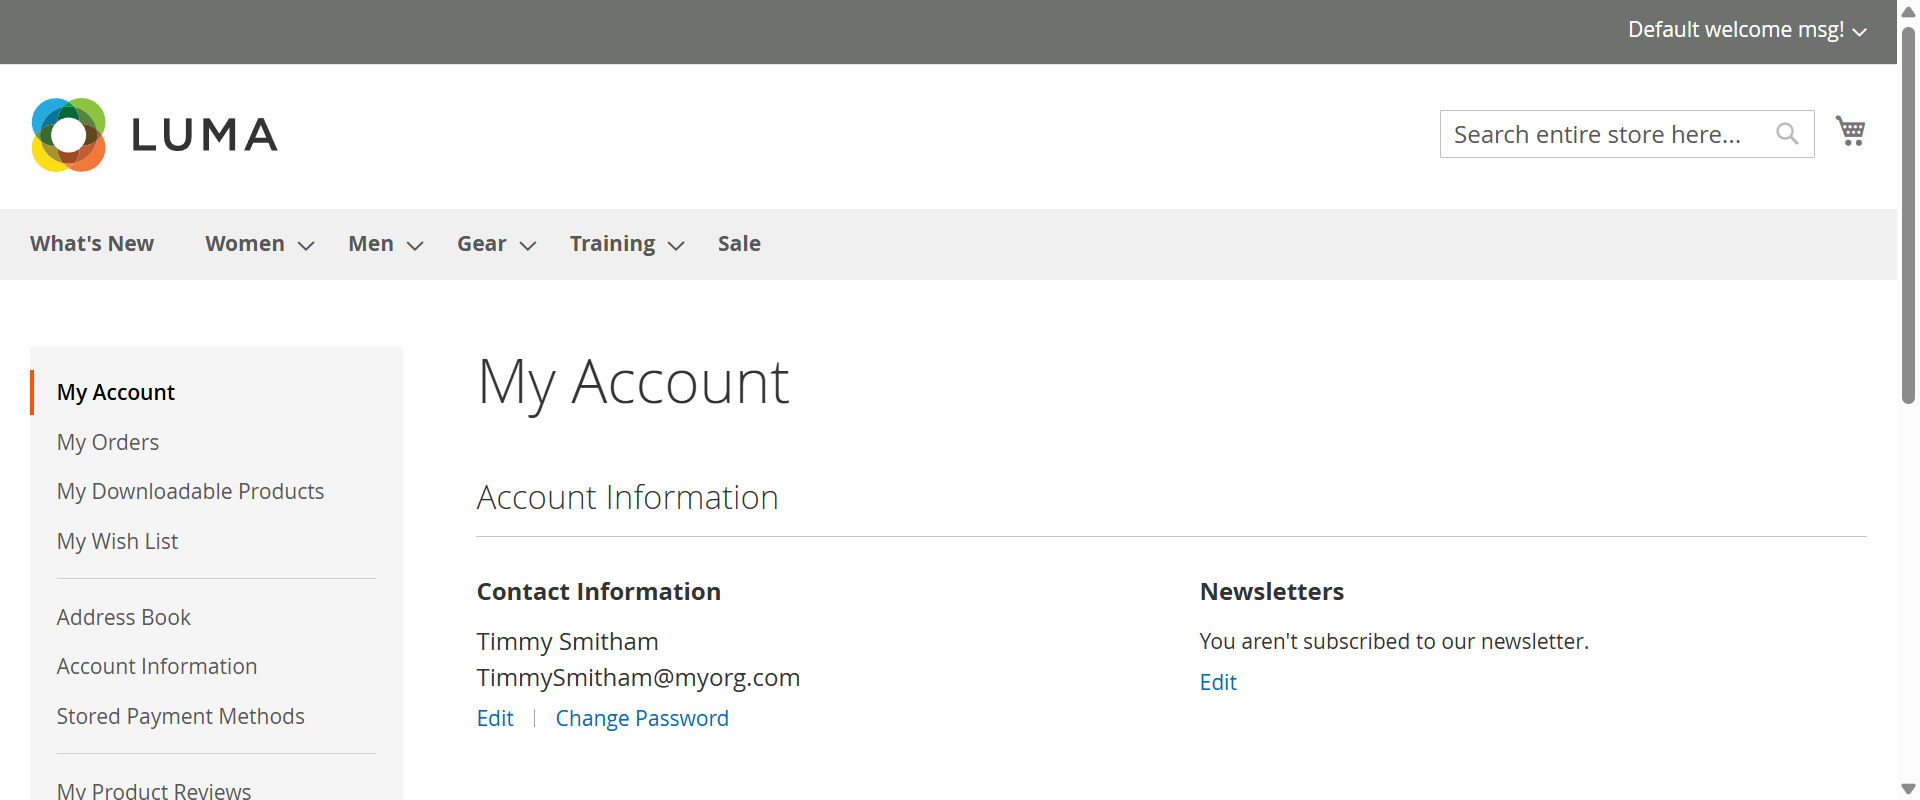 Default welcome msg!
LUMA
Search entire store here...
What's New
Women
Men
Gear
Training
Sale
My Account
My Orders
My Downloadable Products
My Wish List
Address Book
Account Information
Stored Payment Methods
My Product Reviews
My Account
Account Information
Contact Information
Timmy Smitham
TimmySmitham@myorg.com
Edit
Change Password
Newsletters
You aren't subscribed to our newsletter.
Edit